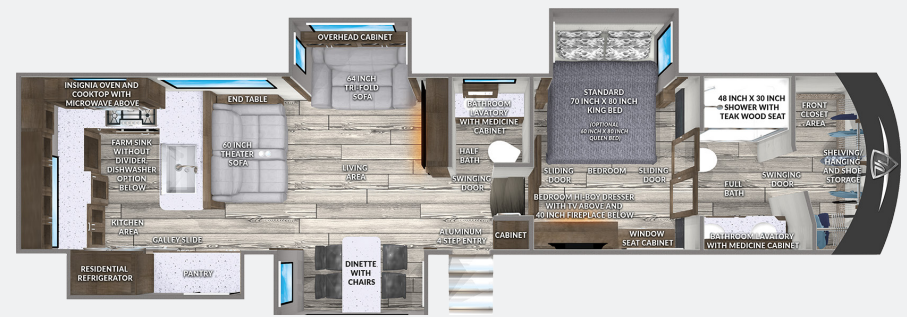 OVERHEAD CABINET
64 INCH
TRI FOLD
SOFA
INSIGNIA OVEN AND
COOKTOP WITH
MICROWAVE ABOVE
END TABLE
60 INCH
THEATER
SOFA
FARM SINK
WITHOUT
DIVIDER,
DISHWASHER
OPTION
BELOW
KITCHEN
AREA
GALLEY SLIDE
RESIDENTIAL
REFRIGERATOR
PANTRY
LIVING
AREA
DINETTE
WITH
CHAIRS
ALUMINUM
4 STEP ENTRY
BATHROOM
LAVATORY
WITH MEDICINE
CABINET
HALF
BATH
SWINGING
DOOR
CABINET
STANDARD
70 INCH X 80 INCH
KING BED
(OPTIONAL
60 INCH X 80 INCH
QUEEN BED)
SLIDING
DOOR
BEDROOM
SLIDING
DOOR
BEDROOM HI-BOY DRESSER
WITH TV ABOVE AND
40 INCH FIREPLACE BELOW
WINDOW
SEAT CABINET
48 INCH X 30 INCH
SHOWER WITH
TEAK WOOD SEAT
FULL
BATH
SWINGING
DOOR
BATHROOM LAVATORY
WITH MEDICINE CABINET
FRONT
CLOSET
AREA
SHELVING/
HANGING
AND SHOE
STORAGE